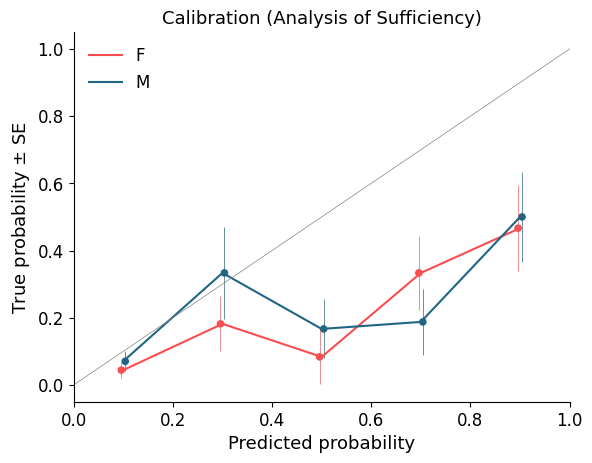 Calibration (Analysis of Sufficiency)
F
M
1.0
0.8
0.6
0.4
0.2
0.0
True probability ± SE
0.0 0.2 0.4 0.6 0.8 1.0
Predicted probability